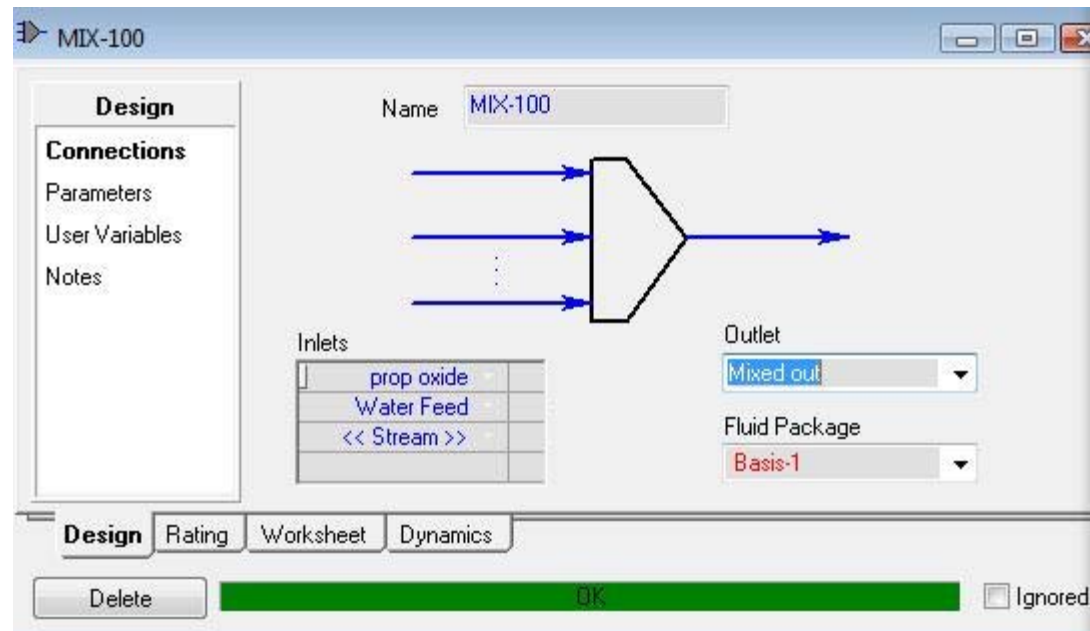 MIX-100
Design
Connections
Parameters
User Variables
Notes
Name MIX-100
Inlets
prop oxide
Water Feed
<< Stream >>
Outlet
Mixed out
Fluid Package
Basis-1
Design Rating Worksheet Dynamics
Delete OK Ignored